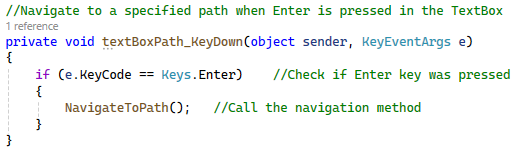 //Navigate to a specified path when Enter is pressed in the TextBox
1 reference
private void textBoxPath_KeyDown(object sender, KeyEventArgs e)
{
    if (e.KeyCode == Keys.Enter)    //Check if Enter key was pressed
    {
        NavigateToPath();   //Call the navigation method
    }
}